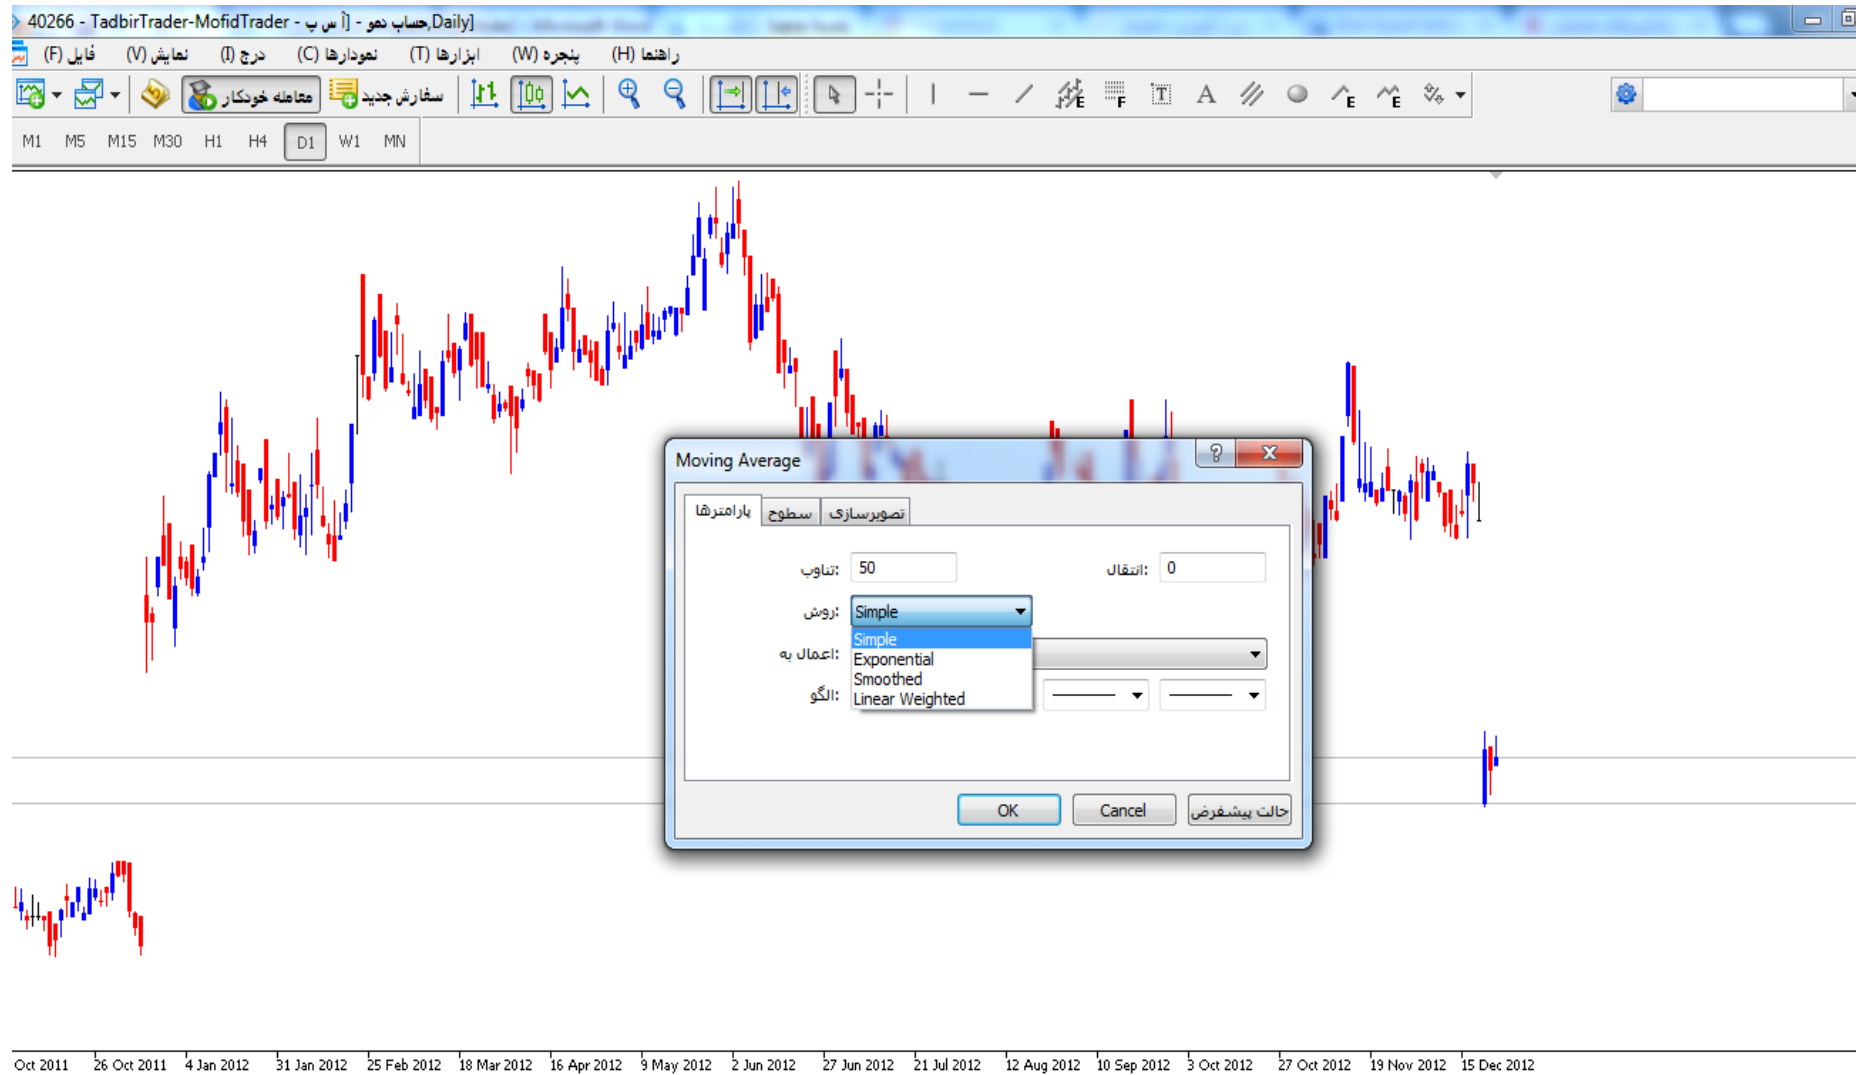 40266 - TadbirTrader-MofidTrader - حساب دمو - [آ س پ,Daily]
فایل (F) نمایش (V) درج (I) نمودارها (C) ابزارها (T) پنجره (W) راهنما (H)
معامله خودکار سفارش جدید E F T A E E
M1 M5 M15 M30 H1 H4 D1 W1 MN
Moving Average
پارامترها سطوح تصویرسازی
تناوب: 50 انتقال: 0
روش: Simple
Simple
اعمال به:
Exponential
Smoothed
الگو: Linear Weighted
OK Cancel حالت پیشفرض
Oct 2011 26 Oct 2011 4 Jan 2012 31 Jan 2012 25 Feb 2012 18 Mar 2012 16 Apr 2012 9 May 2012 2 Jun 2012 27 Jun 2012 21 Jul 2012 12 Aug 2012 10 Sep 2012 3 Oct 2012 27 Oct 2012 19 Nov 2012 15 Dec 2012